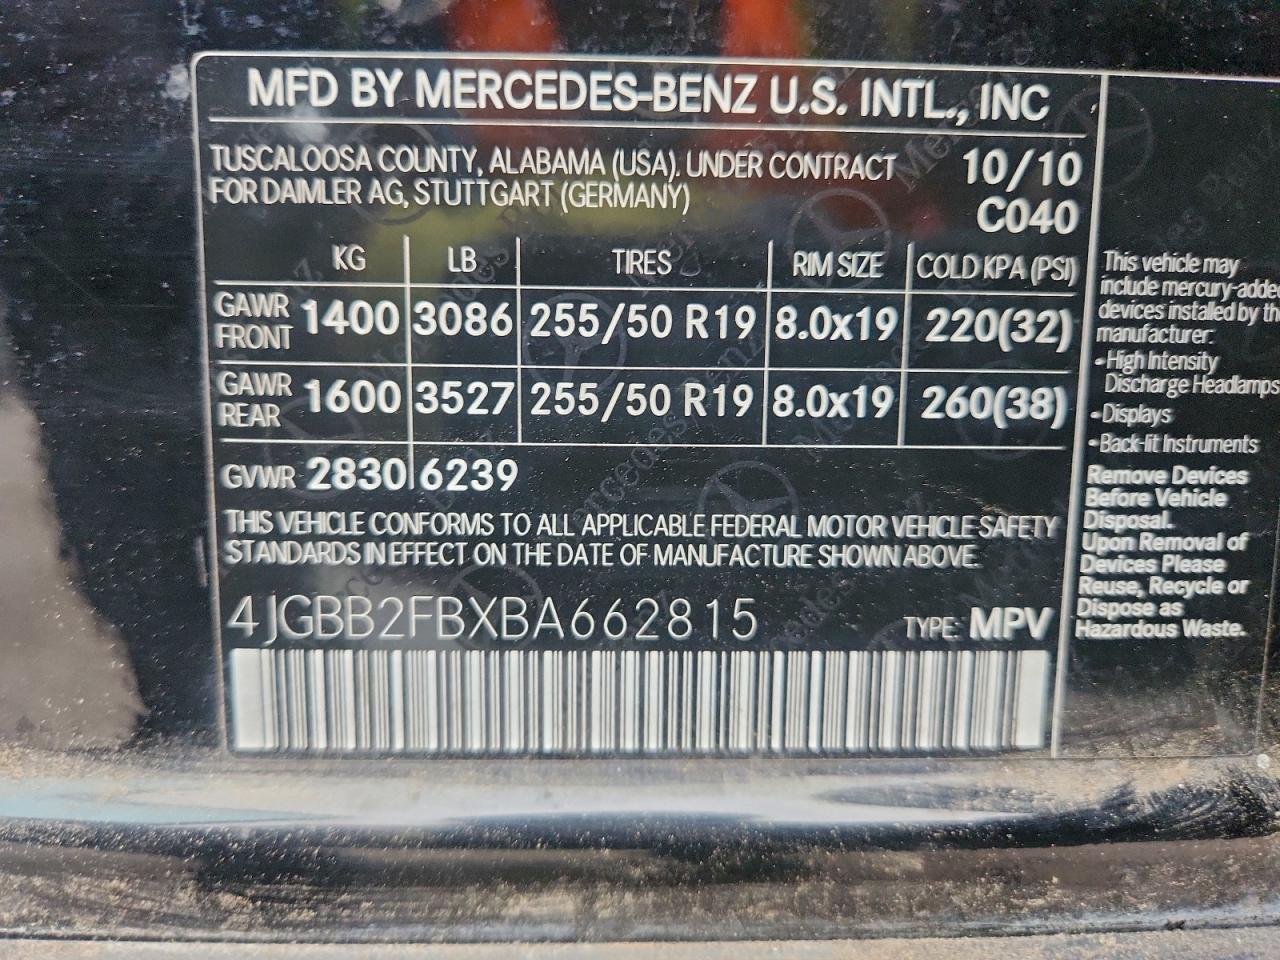 MFD BY MERCEDES-BENZ U.S. INTL., INC
TUSCALOOSA COUNTY, ALABAMA (USA). UNDER CONTRACT
FOR DAIMLER AG, STUTTGART (GERMANY)
10/10
C040
KG LB TIRES RIM SIZE COLD KPA (PSI)
GAWR FRONT 1400 3086 255/50 R19 8.0x19 220(32)
GAWR REAR 1600 3527 255/50 R19 8.0x19 260(38)
GVWR 2830 6239
THIS VEHICLE CONFORMS TO ALL APPLICABLE FEDERAL MOTOR VEHICLE SAFETY
STANDARDS IN EFFECT ON THE DATE OF MANUFACTURE SHOWN ABOVE.
4JGBB2FBXBA662815 TYPE: MPV
This vehicle may
include mercury-added
devices installed by the
manufacturer:
•High Intensity
Discharge Headlamps
•Displays
•Back-lit Instruments
Remove Devices
Before Vehicle
Disposal.
Upon Removal of
Devices Please
Reuse, Recycle or
Dispose as
Hazardous Waste.